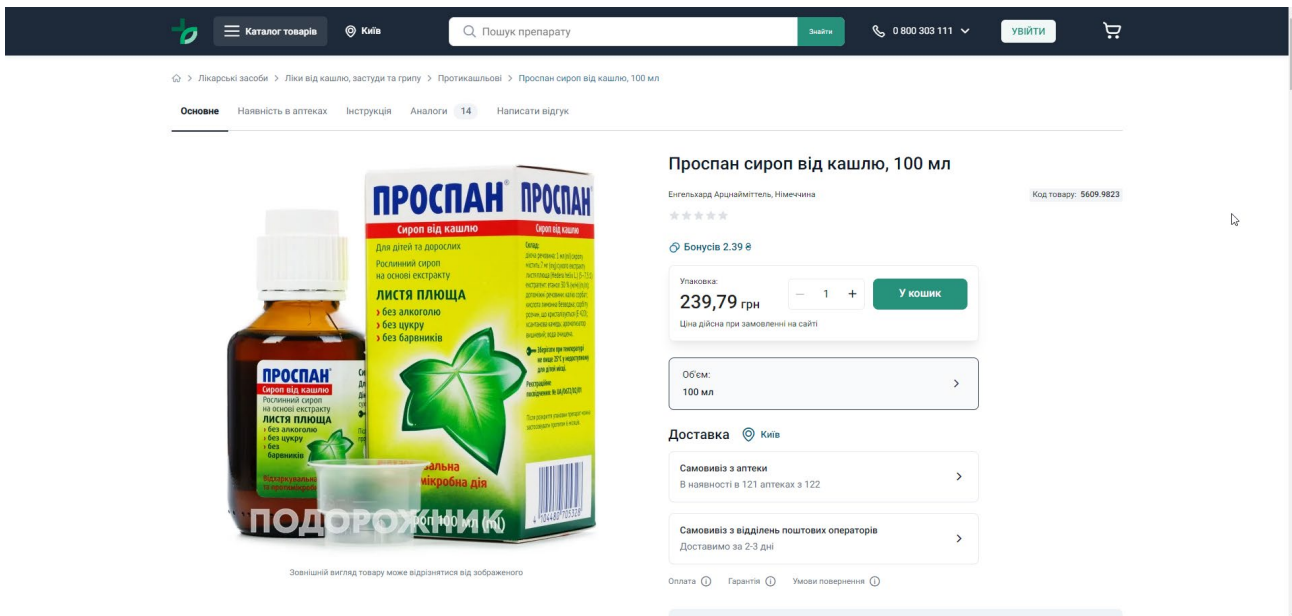 Каталог товарів
Київ
Пошук препарату
Знайти
0 800 303 111
УВІЙТИ
Лікарські засоби > Ліки від кашлю, застуди та грипу > Протикашльові > Проспан сироп від кашлю, 100 мл
Основне
Наявність в аптеках
Інструкція
Аналоги 14
Написати відгук
ПРОСПАН®
Сироп від кашлю
Для дітей та дорослих
Рослинний сироп
на основі екстракту
ЛИСТЯ ПЛЮЩА
› без алкоголю
› без цукру
› без барвників
ПРОСПАН
Сироп від кашлю
Склад:
ПРОСПАН
Сироп від кашлю
Рослинний сироп
на основі екстракту
ЛИСТЯ ПЛЮЩА
› без алкоголю
› без цукру
› без
барвників
мікробна дія
100 мл (ml)
ПОДОРОЖНИК
Зовнішній вигляд товару може відрізнятися від зображеного
Проспан сироп від кашлю, 100 мл
Енгельхард Арцнайміттель, Німеччина
Код товару: 5609.9823
Бонусів 2.39 ₴
Упаковка:
239,79 грн
– 1 +
У кошик
Ціна дійсна при замовленні на сайті
Об'єм:
100 мл
Доставка
Київ
Самовивіз з аптеки
В наявності в 121 аптеках з 122
Самовивіз з відділень поштових операторів
Доставимо за 2-3 дні
Оплата
Гарантія
Умови повернення